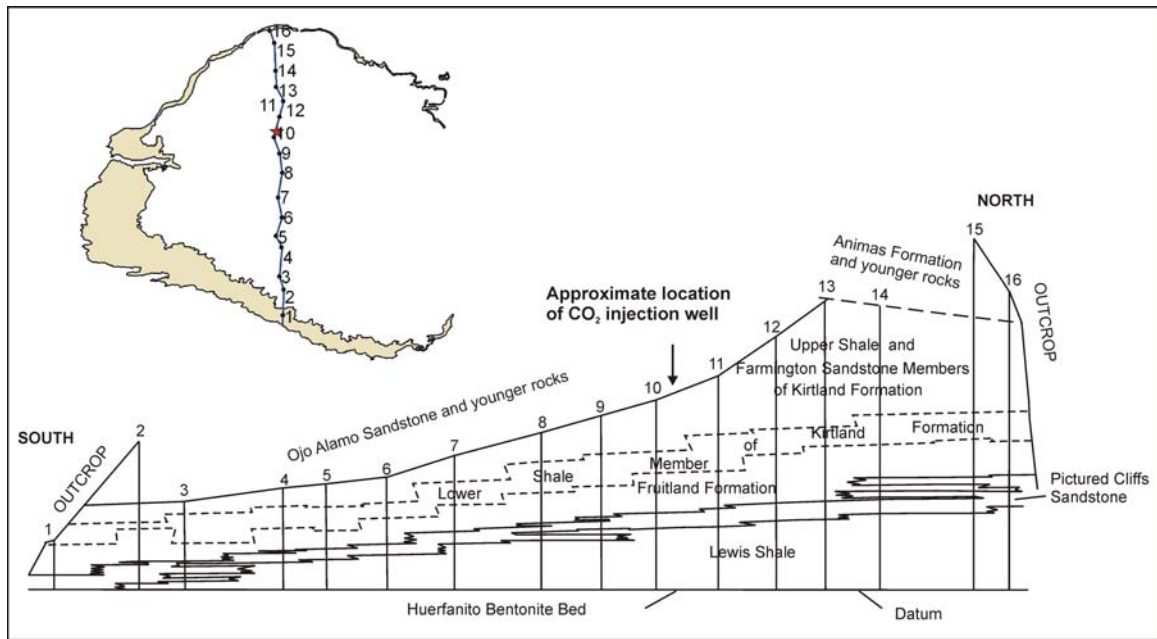 16
15
14
13
11
12
10
9
8
7
6
5
4
3
2
1
NORTH
15
16
OUTCROP
Animas Formation
and younger rocks
13
14
Approximate location
of CO₂ injection well
12
11
10
9
8
7
6
5
4
3
2
1
Upper Shale and
Farmington Sandstone Members
of Kirtland Formation
Ojo Alamo Sandstone and younger rocks
SOUTH
OUTCROP
Lower Shale Member of Kirtland Formation
Fruitland Formation
Pictured Cliffs
Sandstone
Lewis Shale
Huerfanito Bentonite Bed
Datum